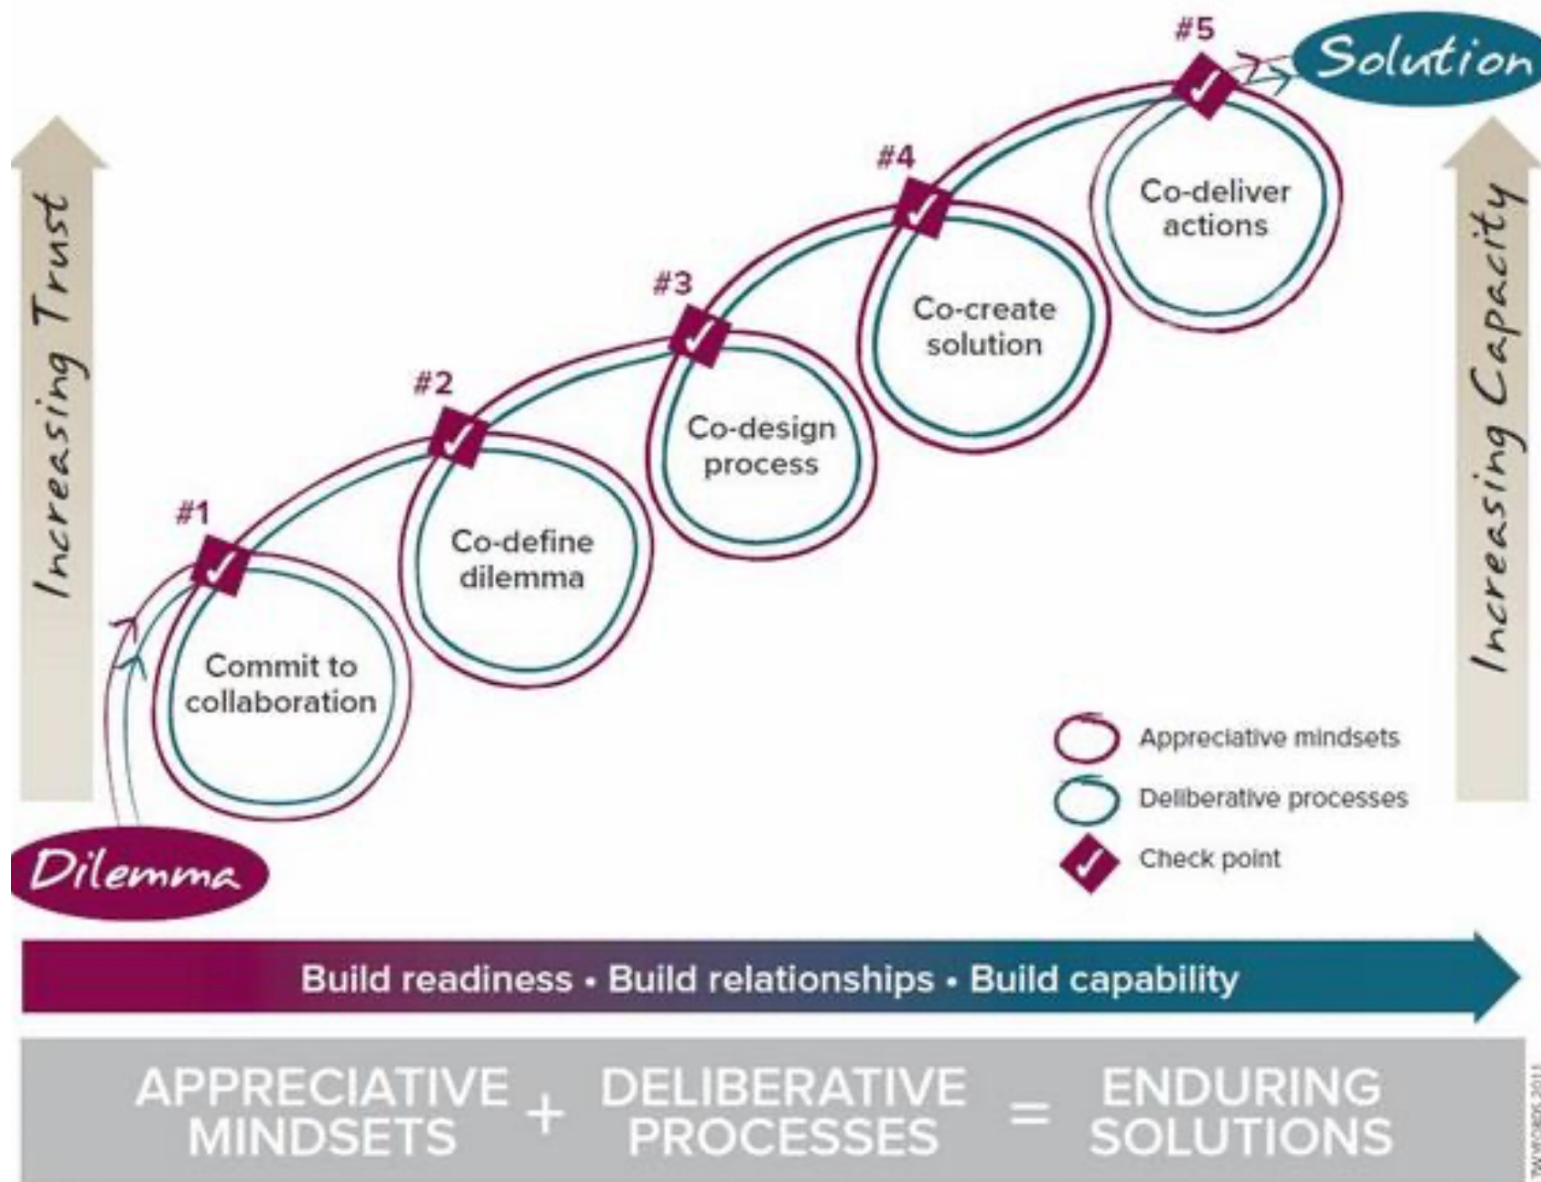 #5
Solution
#4
Co-deliver
actions
#3
Co-create
solution
#2
Co-design
process
#1
Co-define
dilemma
Commit to
collaboration
Increasing Trust
Increasing Capacity
Appreciative mindsets
Deliberative processes
Check point
Dilemma
Build readiness • Build relationships • Build capability
APPRECIATIVE
MINDSETS
+
DELIBERATIVE
PROCESSES
=
ENDURING
SOLUTIONS
TWYFORDS 2011